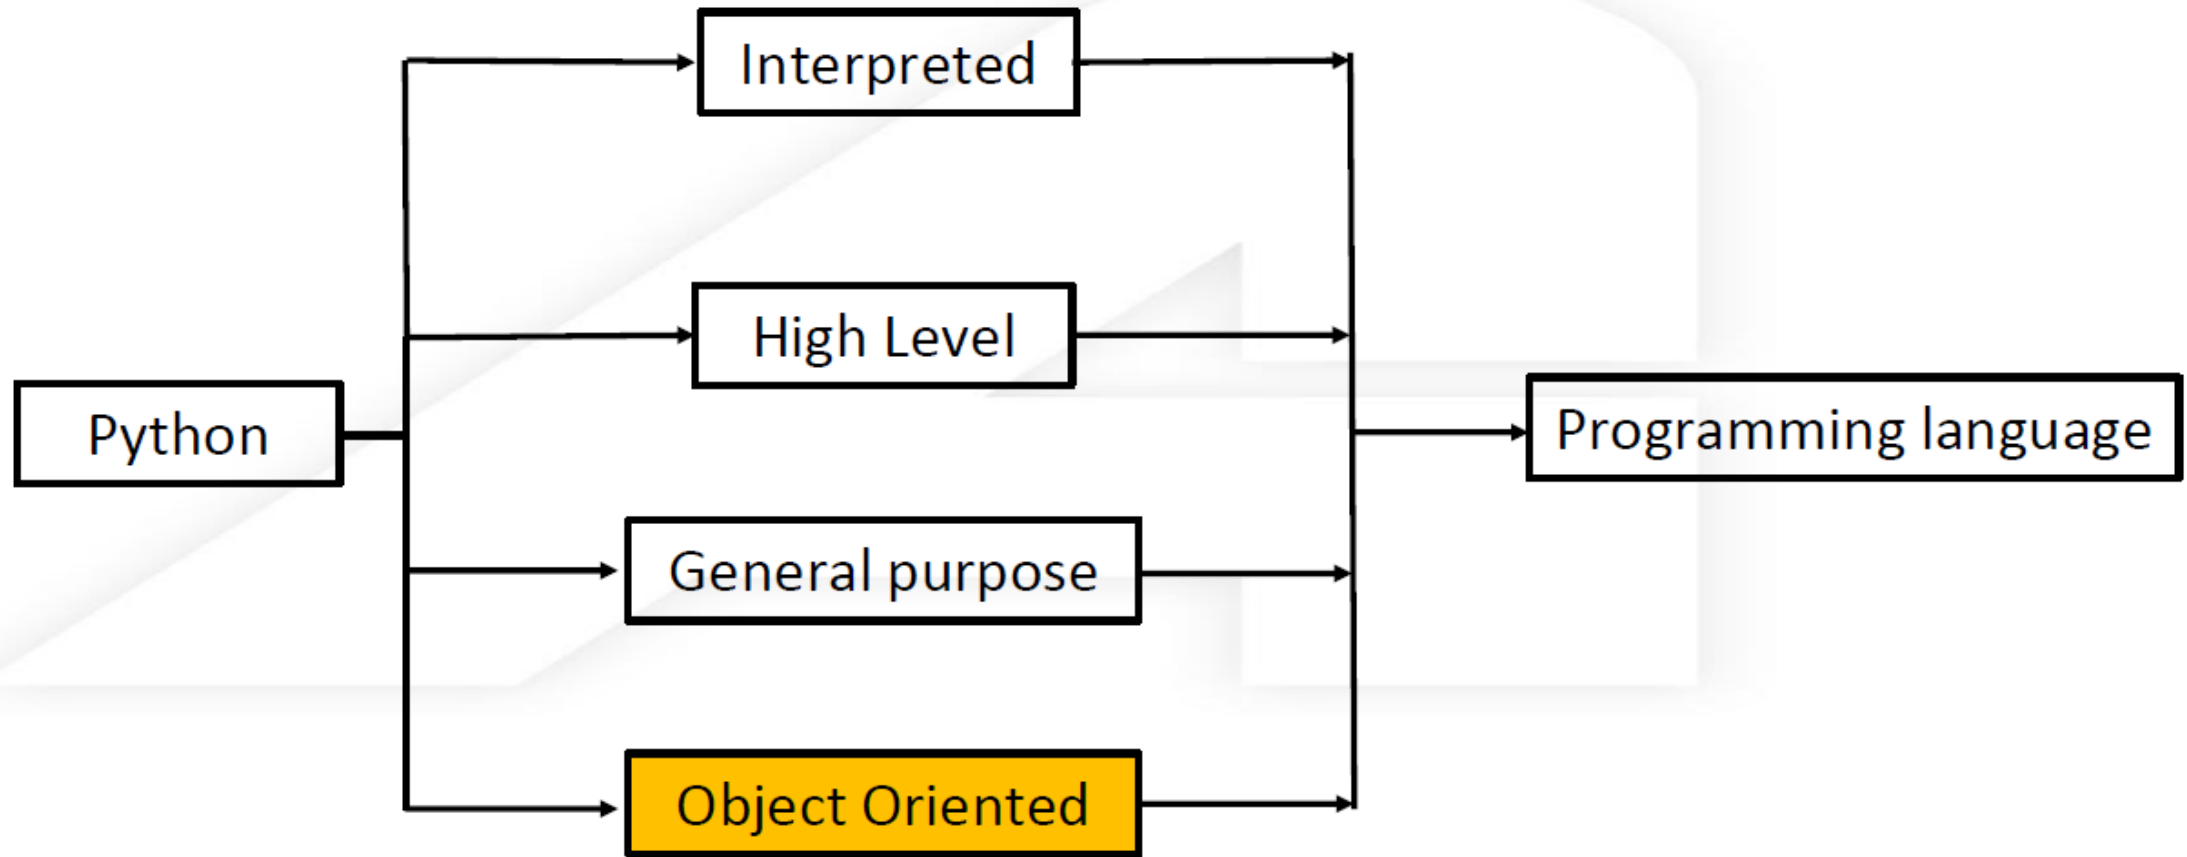 Interpreted
High Level
Python
Programming language
General purpose
Object Oriented